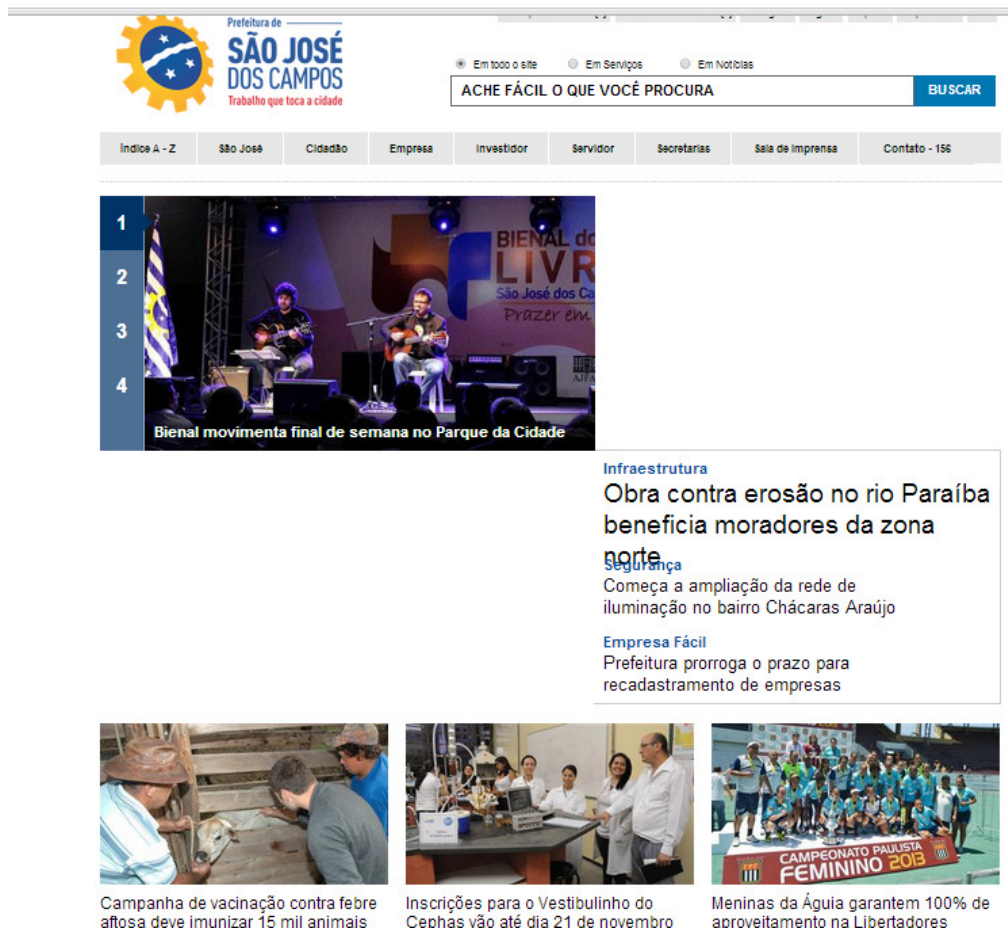 Prefeitura de
SÃO JOSÉ
DOS CAMPOS
Trabalho que toca a cidade
Em todo o site Em Serviços Em Notícias
ACHE FÁCIL O QUE VOCÊ PROCURA BUSCAR
Índice A - Z São José Cidadão Empresa Investidor Servidor Secretarias Sala de Imprensa Contato - 156
1
2
3
4
BIENAL do
LIVR
São José dos Ca
Prazer em
Bienal movimenta final de semana no Parque da Cidade
Infraestrutura
Obra contra erosão no rio Paraíba
beneficia moradores da zona
norte
Segurança
Começa a ampliação da rede de
iluminação no bairro Chácaras Araújo
Empresa Fácil
Prefeitura prorroga o prazo para
recadastramento de empresas
CAMPEONATO PAULISTA
FEMININO 2013
Campanha de vacinação contra febre
aftosa deve imunizar 15 mil animais
Inscrições para o Vestibulinho do
Cephas vão até dia 21 de novembro
Meninas da Águia garantem 100% de
aproveitamento na Libertadores